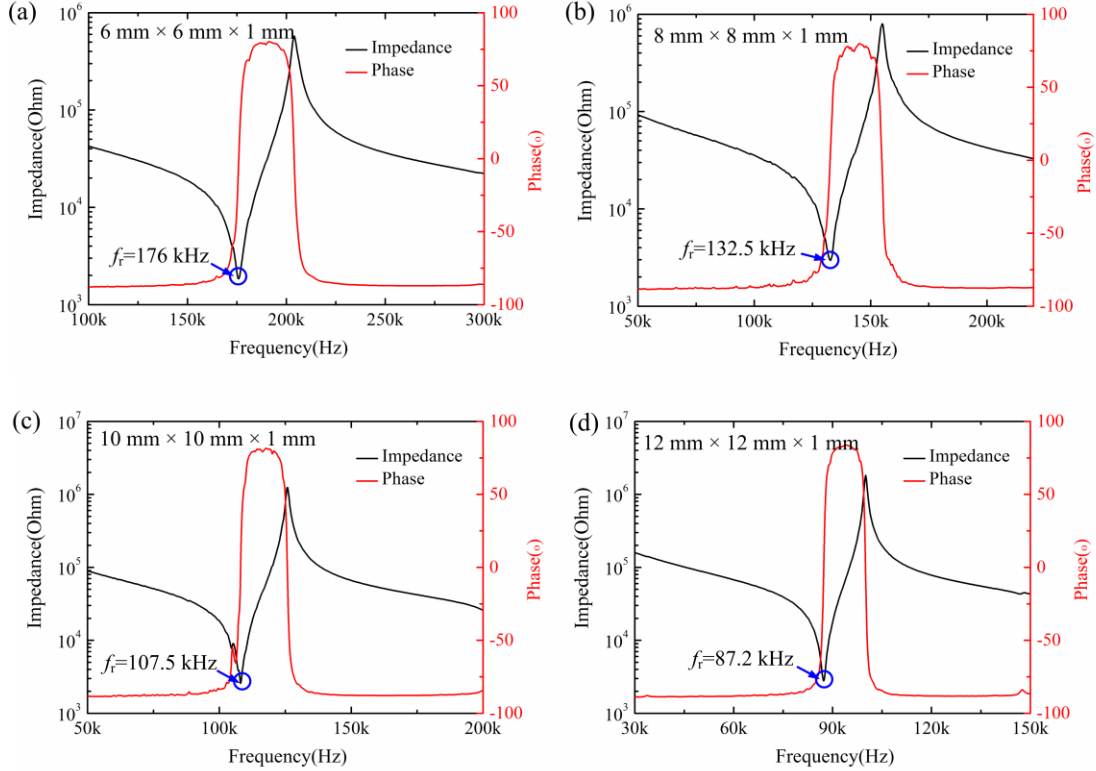 (a)
6 mm × 6 mm × 1 mm
Impedance
Phase
fr=176 kHz
10^6
10^5
10^4
10^3
Impedance(Ohm)
100
50
0
-50
-100
Phase(o)
100k 150k 200k 250k 300k
Frequency(Hz)
(b)
8 mm × 8 mm × 1 mm
Impedance
Phase
fr=132.5 kHz
10^6
10^5
10^4
10^3
Impedance(Ohm)
100
50
0
-50
-100
Phase(o)
50k 100k 150k 200k
Frequency(Hz)
(c)
10 mm × 10 mm × 1 mm
Impedance
Phase
fr=107.5 kHz
10^7
10^6
10^5
10^4
10^3
Impedance(Ohm)
100
50
0
-50
-100
Phase(o)
50k 100k 150k 200k
Frequency(Hz)
(d)
12 mm × 12 mm × 1 mm
Impedance
Phase
fr=87.2 kHz
10^7
10^6
10^5
10^4
10^3
Impedance(Ohm)
100
50
0
-50
-100
Phase(o)
30k 60k 90k 120k 150k
Frequency(Hz)